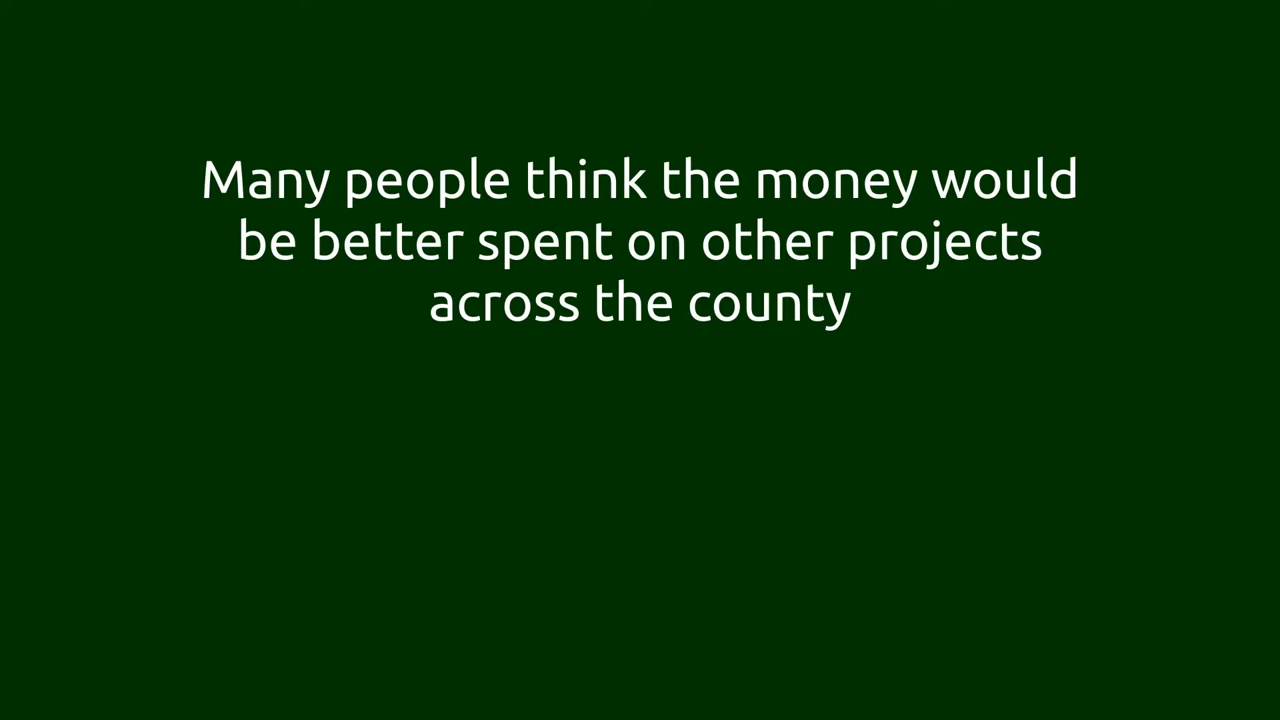 Many people think the money would
be better spent on other projects
across the county